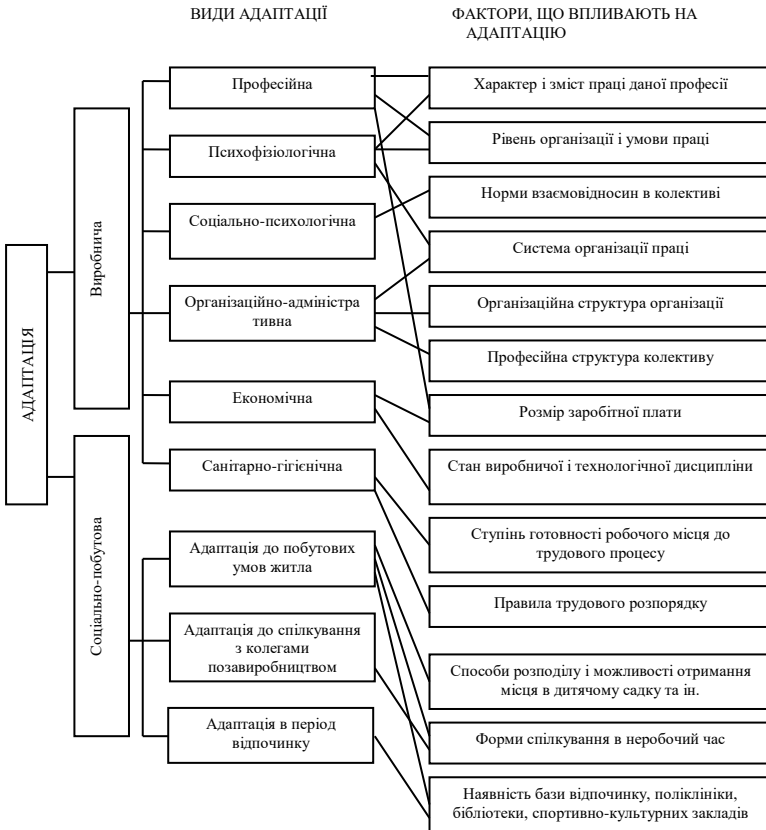 ВИДИ АДАПТАЦІЇ
ФАКТОРИ, ЩО ВПЛИВАЮТЬ НА
АДАПТАЦІЮ
АДАПТАЦІЯ
Виробнича
Соціально-побутова
Професійна
Психофізіологічна
Соціально-психологічна
Організаційно-адміністра
тивна
Економічна
Санітарно-гігієнічна
Адаптація до побутових
умов житла
Адаптація до спілкування
з колегами
позавиробництвом
Адаптація в період
відпочинку
Характер і зміст праці даної професії
Рівень організації і умови праці
Норми взаємовідносин в колективі
Система організації праці
Організаційна структура організації
Професійна структура колективу
Розмір заробітної плати
Стан виробничої і технологічної дисципліни
Ступінь готовності робочого місця до
трудового процесу
Правила трудового розпорядку
Способи розподілу і можливості отримання
місця в дитячому садку та ін.
Форми спілкування в неробочий час
Наявність бази відпочинку, поліклініки,
бібліотеки, спортивно-культурних закладів